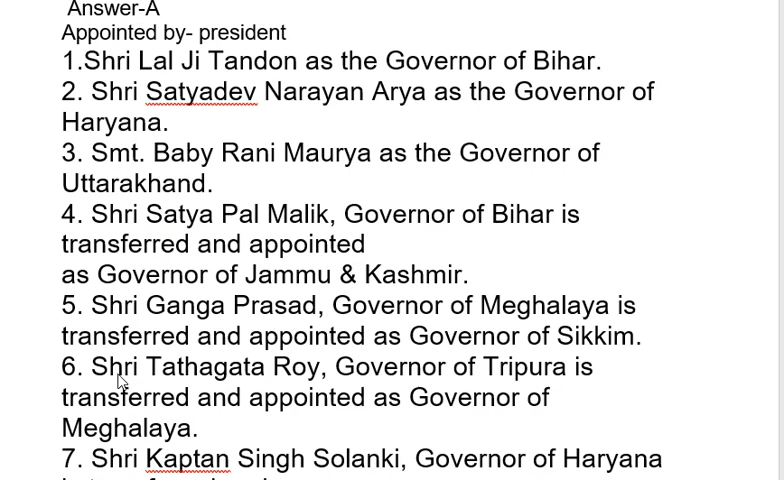 Answer-A
Appointed by- president
1.Shri Lal Ji Tandon as the Governor of Bihar.
2. Shri Satyadev Narayan Arya as the Governor of
Haryana.
3. Smt. Baby Rani Maurya as the Governor of
Uttarakhand.
4. Shri Satya Pal Malik, Governor of Bihar is
transferred and appointed
as Governor of Jammu & Kashmir.
5. Shri Ganga Prasad, Governor of Meghalaya is
transferred and appointed as Governor of Sikkim.
6. Shri Tathagata Roy, Governor of Tripura is
transferred and appointed as Governor of
Meghalaya.
7. Shri Kaptan Singh Solanki, Governor of Haryana